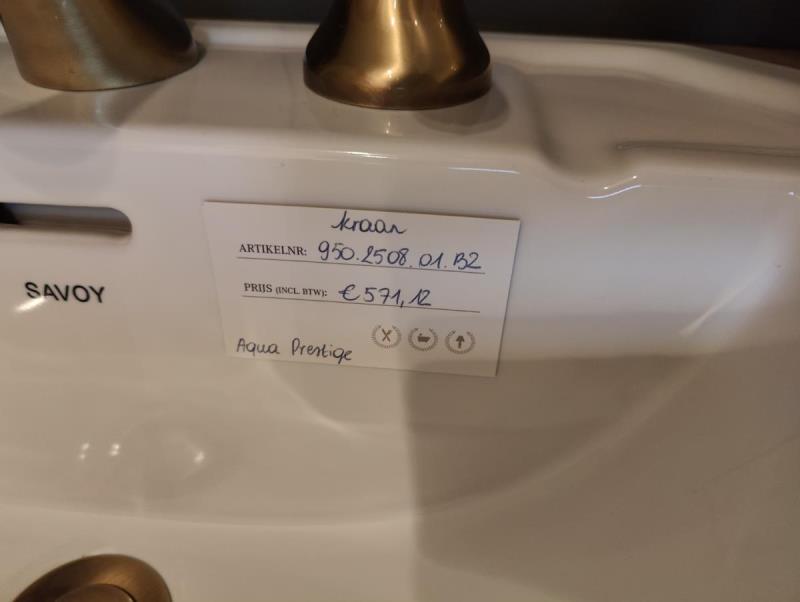 kraan
ARTIKELNR: 950.2508.01.B2
SAVOY
PRIJS (INCL. BTW): € 571,12
Aqua Prestige